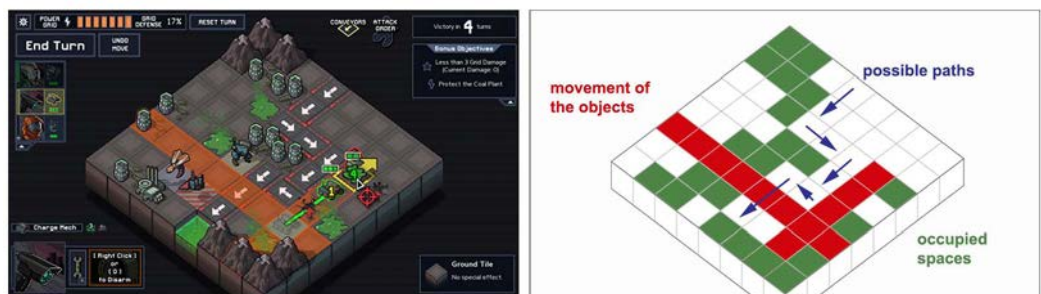 POWER GRID
GRID DEFENSE 17%
RESET TURN
CONVEYORS
ATTACK ORDER
Victory in 4 turns
End Turn
UNDO MOVE
Bonus Objectives
Less than 3 Grid Damage
(Current Damage: 0)
Protect the Coal Plant
1
Charge Mech
[Right Click]
or
[Q]
to Disarm
Ground Tile
No special effect.
movement of
the objects
possible paths
occupied
spaces